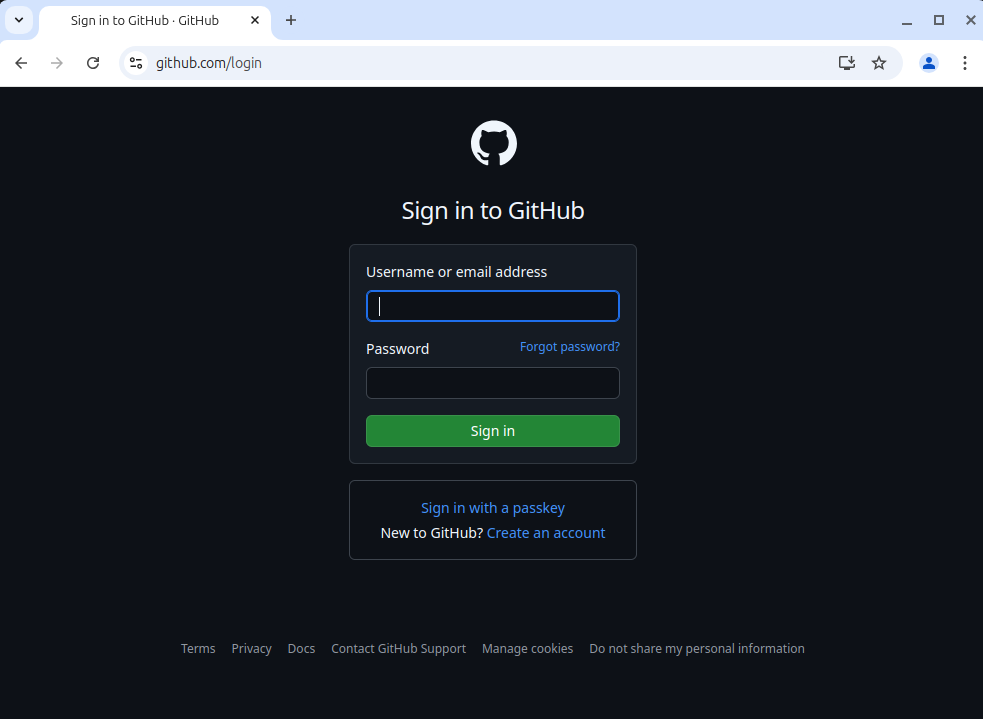 Sign in to GitHub · GitHub
github.com/login
Sign in to GitHub
Username or email address
Password Forgot password?
Sign in
Sign in with a passkey
New to GitHub? Create an account
Terms Privacy Docs Contact GitHub Support Manage cookies Do not share my personal information